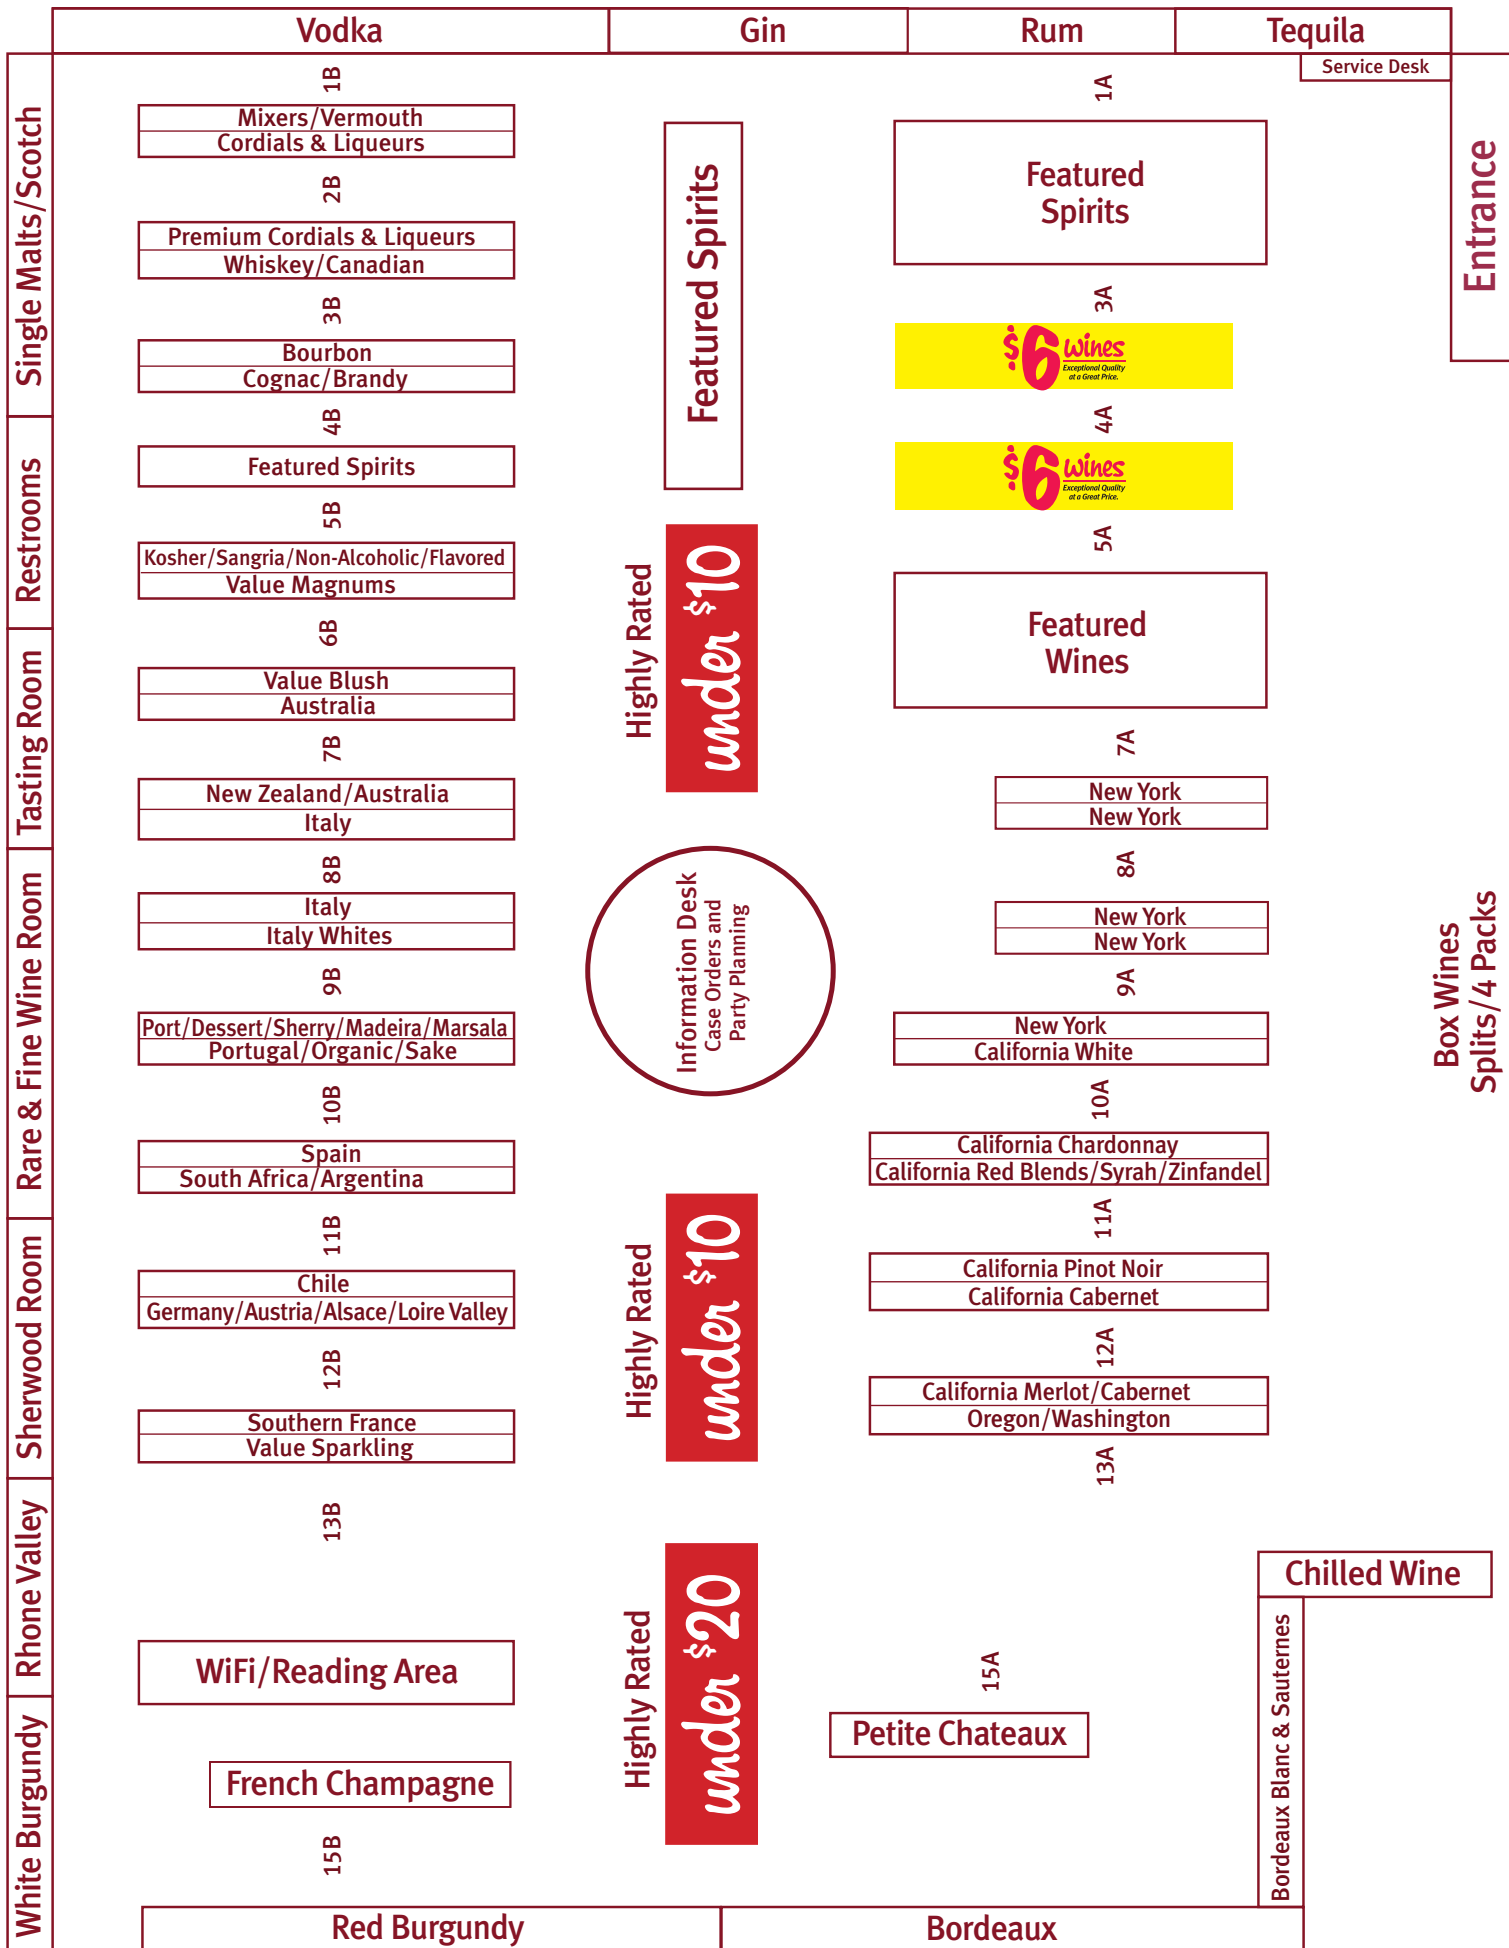 Vodka
Gin
Rum
Tequila
Service Desk
Entrance
Single Malts/Scotch
Restrooms
Tasting Room
Rare & Fine Wine Room
Sherwood Room
Rhone Valley
White Burgundy
1B
Mixers/Vermouth
Cordials & Liqueurs
2B
Premium Cordials & Liqueurs
Whiskey/Canadian
3B
Bourbon
Cognac/Brandy
4B
Featured Spirits
5B
Kosher/Sangria/Non-Alcoholic/Flavored
Value Magnums
6B
Value Blush
Australia
7B
New Zealand/Australia
Italy
8B
Italy
Italy Whites
9B
Port/Dessert/Sherry/Madeira/Marsala
Portugal/Organic/Sake
10B
Spain
South Africa/Argentina
11B
Chile
Germany/Austria/Alsace/Loire Valley
12B
Southern France
Value Sparkling
13B
WiFi/Reading Area
French Champagne
15B
Featured Spirits
Highly Rated
under $10
Information Desk
Case Orders and
Party Planning
Highly Rated
under $10
Highly Rated
under $20
1A
Featured
Spirits
3A
$6 wines
Exceptional Quality
at a Great Price.
4A
$6 wines
Exceptional Quality
at a Great Price.
5A
Featured
Wines
7A
New York
New York
8A
New York
New York
9A
New York
California White
10A
California Chardonnay
California Red Blends/Syrah/Zinfandel
11A
California Pinot Noir
California Cabernet
12A
California Merlot/Cabernet
Oregon/Washington
13A
15A
Petite Chateaux
Box Wines
Splits/4 Packs
Chilled Wine
Bordeaux Blanc & Sauternes
Red Burgundy
Bordeaux